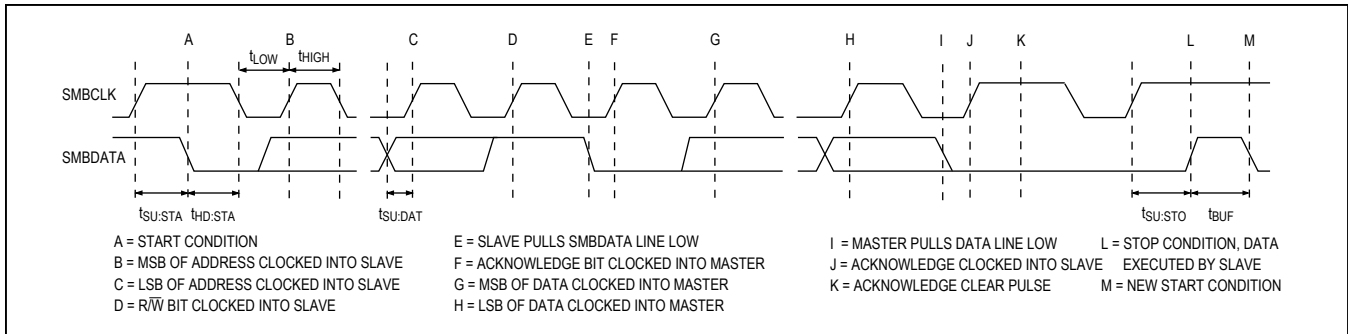 A B C D E F G H I J K L M
tLOW tHIGH
SMBCLK
SMBDATA
tSU:STA tHD:STA tSU:DAT tSU:STO tBUF
A = START CONDITION
B = MSB OF ADDRESS CLOCKED INTO SLAVE
C = LSB OF ADDRESS CLOCKED INTO SLAVE
D = R/W̅ BIT CLOCKED INTO SLAVE
E = SLAVE PULLS SMBDATA LINE LOW
F = ACKNOWLEDGE BIT CLOCKED INTO MASTER
G = MSB OF DATA CLOCKED INTO MASTER
H = LSB OF DATA CLOCKED INTO MASTER
I = MASTER PULLS DATA LINE LOW
J = ACKNOWLEDGE CLOCKED INTO SLAVE
K = ACKNOWLEDGE CLEAR PULSE
L = STOP CONDITION, DATA
EXECUTED BY SLAVE
M = NEW START CONDITION